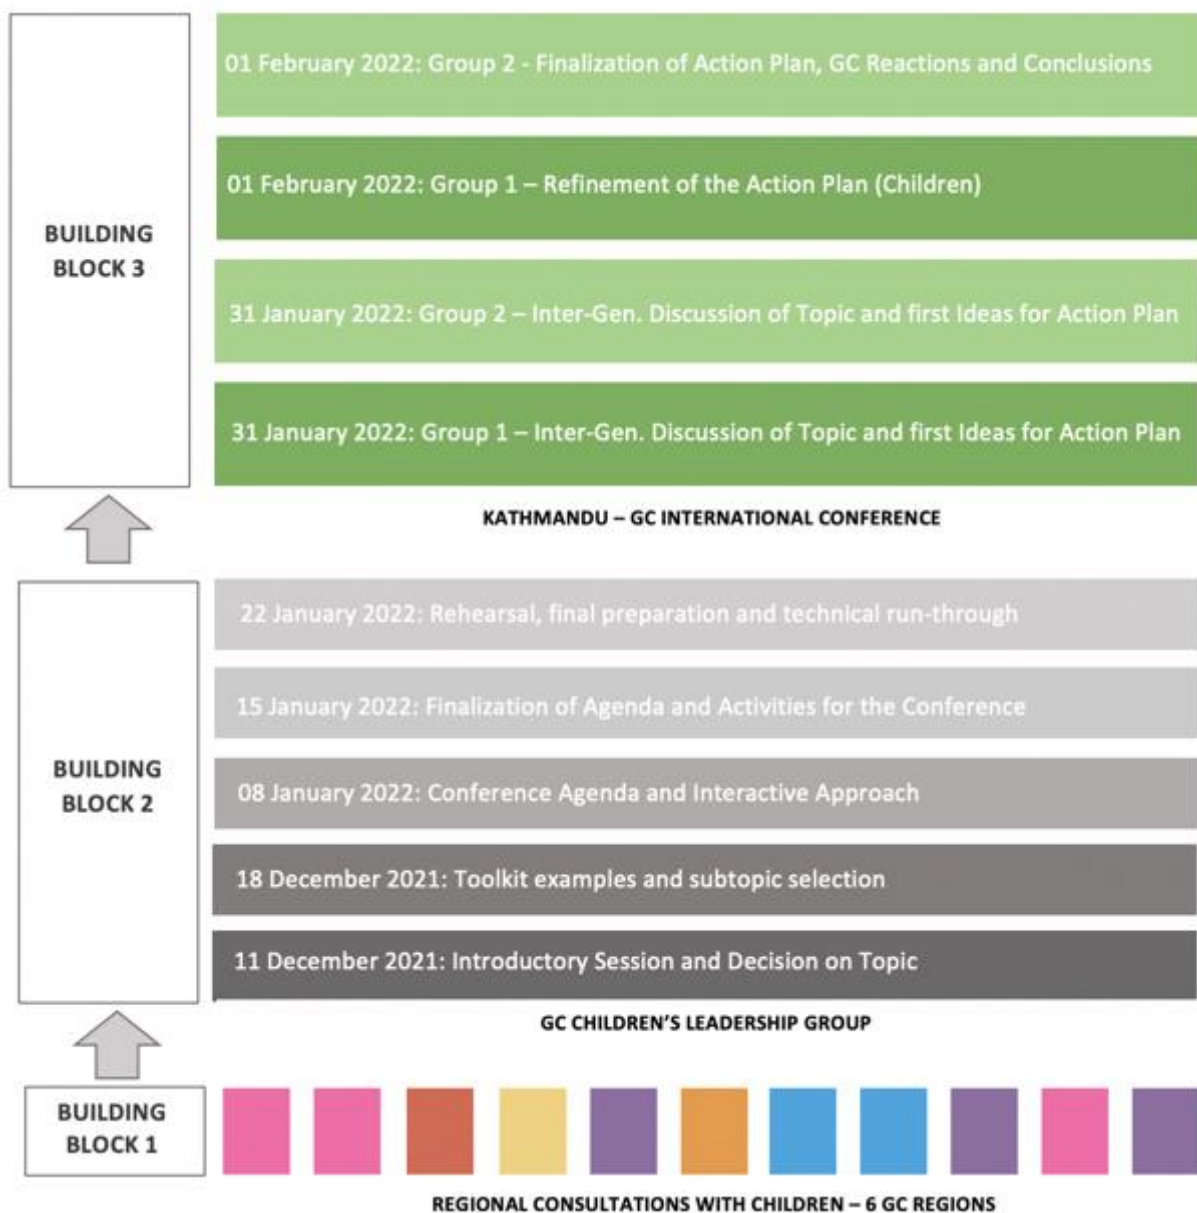 BUILDING
BLOCK 3
01 February 2022: Group 2 - Finalization of Action Plan, GC Reactions and Conclusions
01 February 2022: Group 1 – Refinement of the Action Plan (Children)
31 January 2022: Group 2 – Inter-Gen. Discussion of Topic and first Ideas for Action Plan
31 January 2022: Group 1 – Inter-Gen. Discussion of Topic and first Ideas for Action Plan
KATHMANDU – GC INTERNATIONAL CONFERENCE
BUILDING
BLOCK 2
22 January 2022: Rehearsal, final preparation and technical run-through
15 January 2022: Finalization of Agenda and Activities for the Conference
08 January 2022: Conference Agenda and Interactive Approach
18 December 2021: Toolkit examples and subtopic selection
11 December 2021: Introductory Session and Decision on Topic
GC CHILDREN'S LEADERSHIP GROUP
BUILDING
BLOCK 1
REGIONAL CONSULTATIONS WITH CHILDREN – 6 GC REGIONS